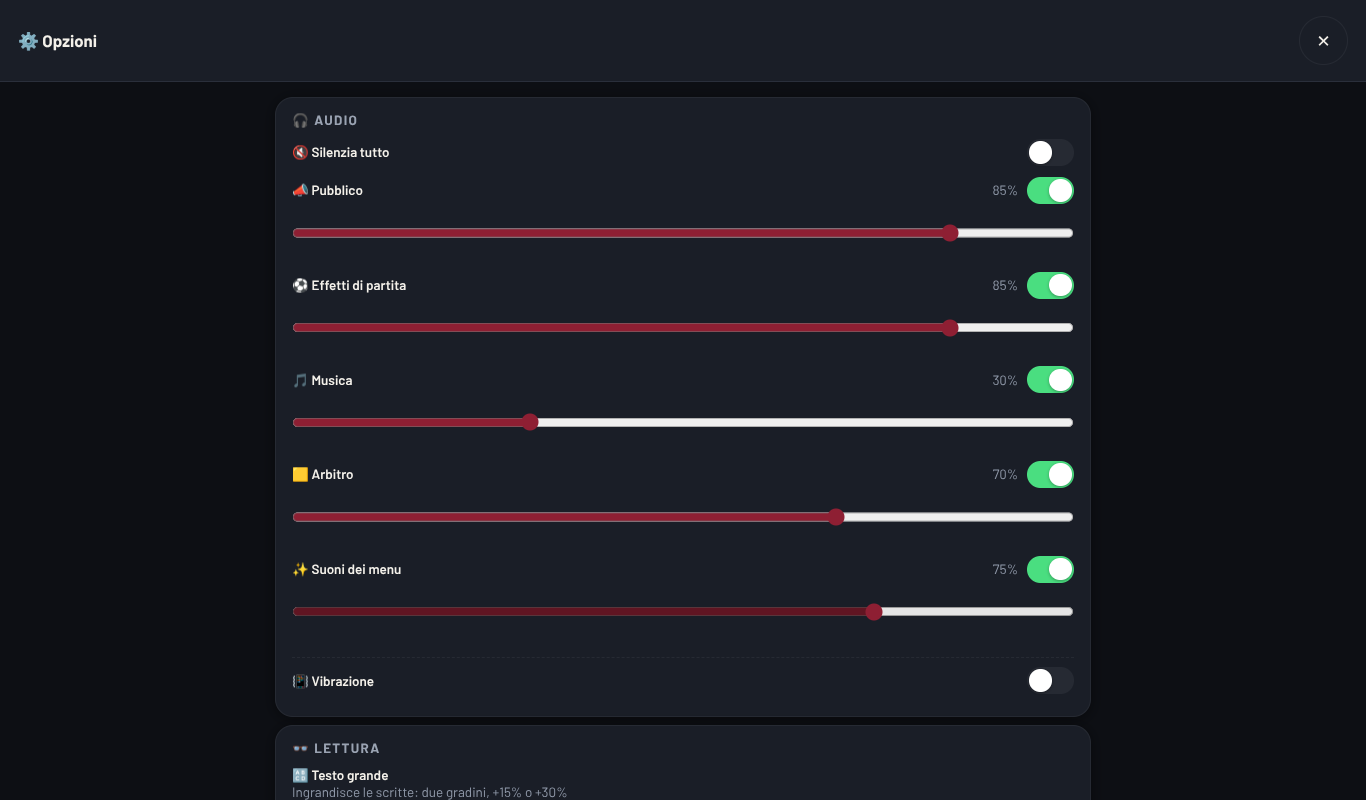 ⚙️ Opzioni
✕
🎧 AUDIO
🔇 Silenzia tutto
📣 Pubblico 85%
⚽ Effetti di partita 85%
🎵 Musica 30%
🟨 Arbitro 70%
✨ Suoni dei menu 75%
📳 Vibrazione
🕶️ LETTURA
🔠 Testo grande
Ingrandisce le scritte: due gradini, +15% o +30%